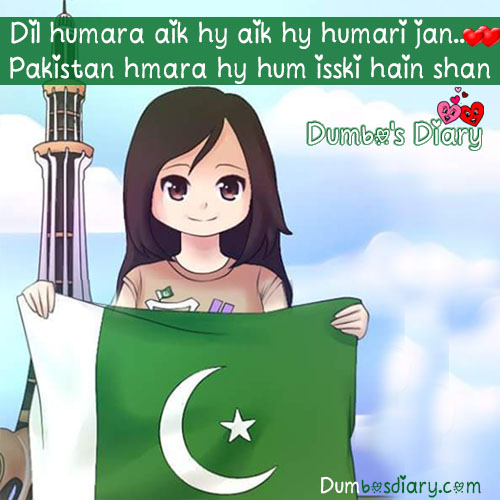 Dil humara aik hy aik hy humari jan..
Pakistan hmara hy hum isski hain shan
Dumbo's Diary
Dumbosdiary.com